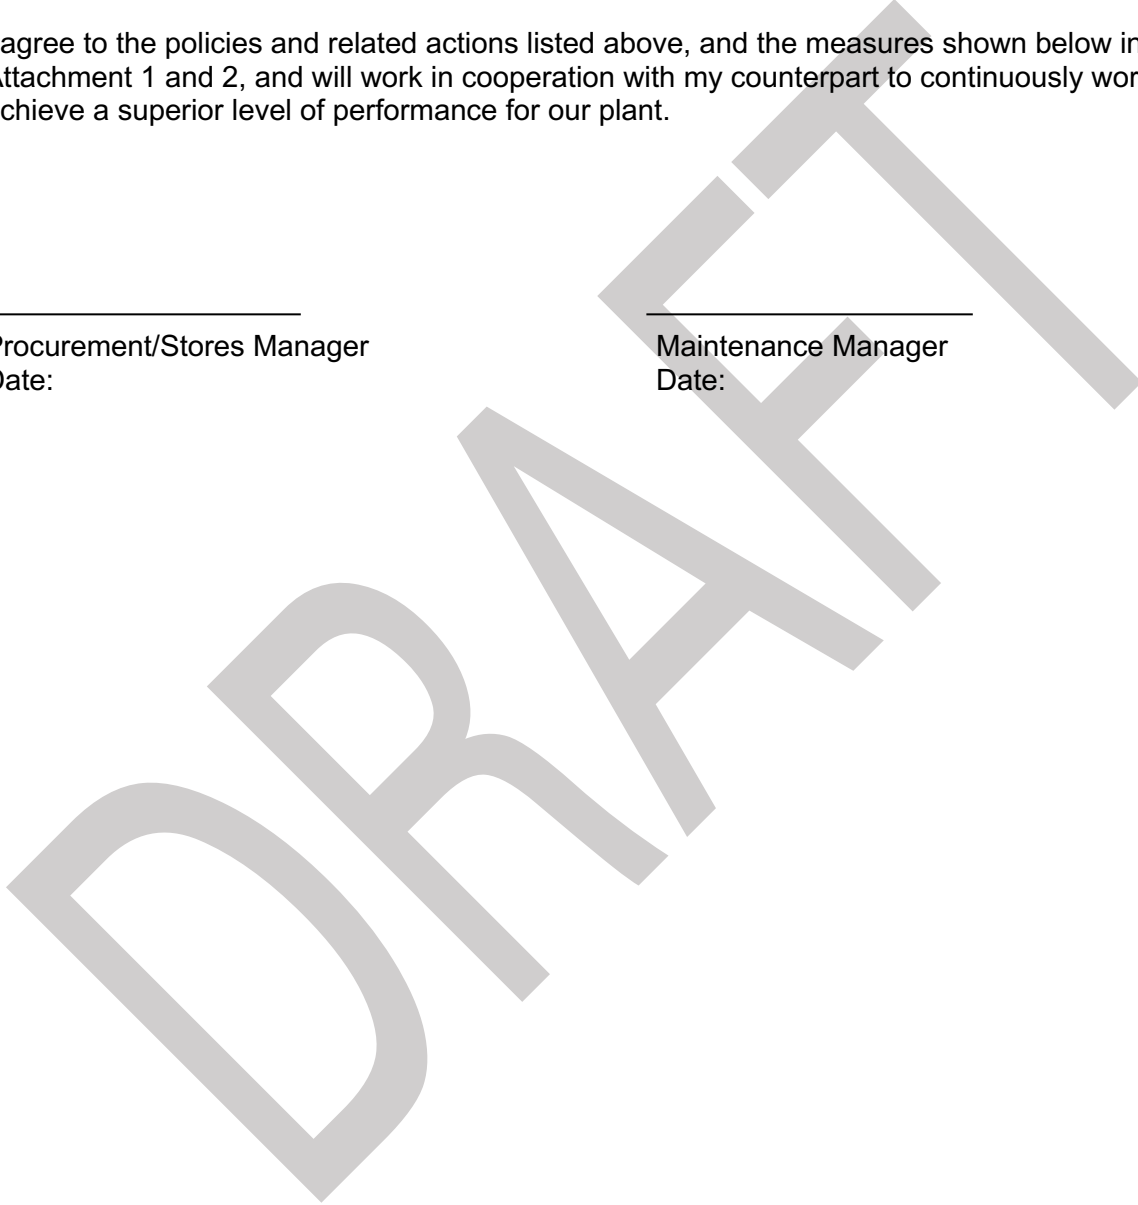 agree to the policies and related actions listed above, and the measures shown below in
Attachment 1 and 2, and will work in cooperation with my counterpart to continuously wor
chieve a superior level of performance for our plant.
Procurement/Stores Manager
Maintenance Manager
Date:
Date:
DRAFT